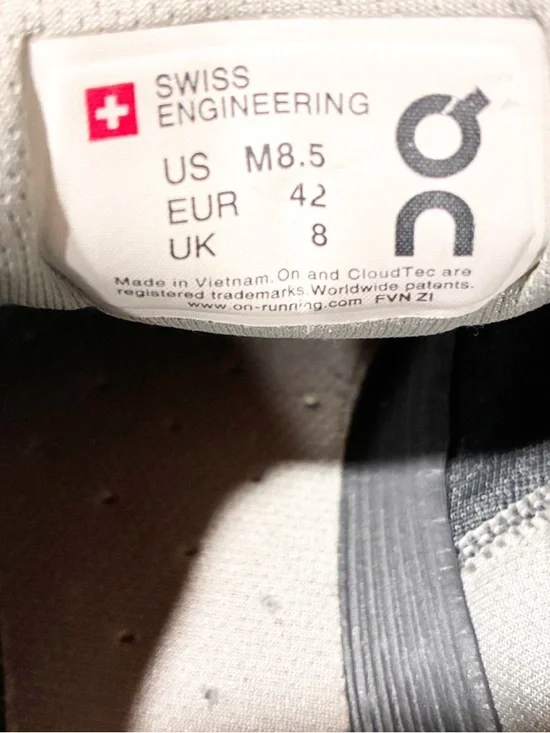 SWISS
ENGINEERING
US M8.5
EUR 42
UK 8
On
Made in Vietnam. On and CloudTec are
registered trademarks. Worldwide patents.
www.on-running.com FVN ZI